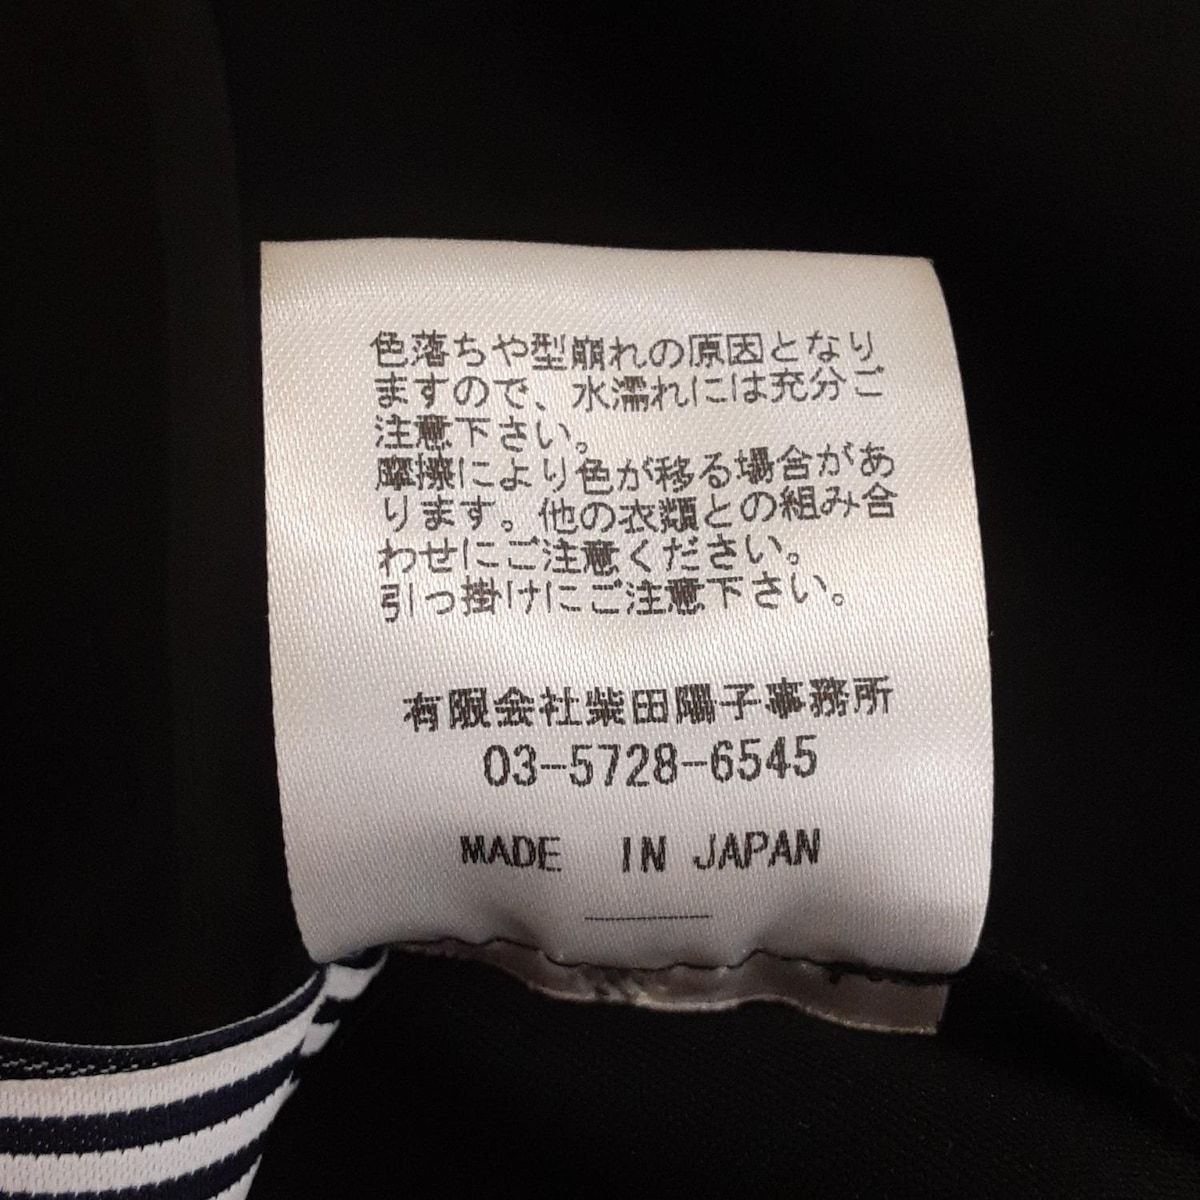 色落ちや型崩れの原因となり
ますので、水濡れには充分ご
注意下さい。
摩擦により色が移る場合があ
ります。他の衣類との組み合
わせにご注意ください。
引っ掛けにご注意下さい。
有限会社柴田陽子事務所
03-5728-6545
MADE IN JAPAN